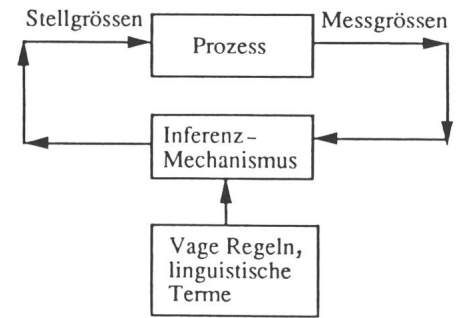 Stellgrössen
Messgrössen
Prozess
Inferenz-
Mechanismus
Vage Regeln,
linguistische
Terme